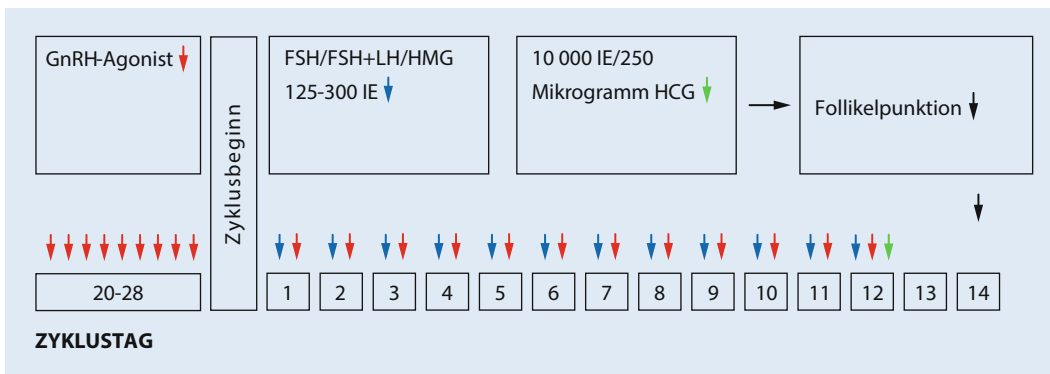 GnRH-Agonist
Zyklusbeginn
FSH/FSH+LH/HMG
125-300 IE
10 000 IE/250
Mikrogramm HCG
Follikelpunktion
20-28
1 2 3 4 5 6 7 8 9 10 11 12 13 14
ZYKLUSTAG